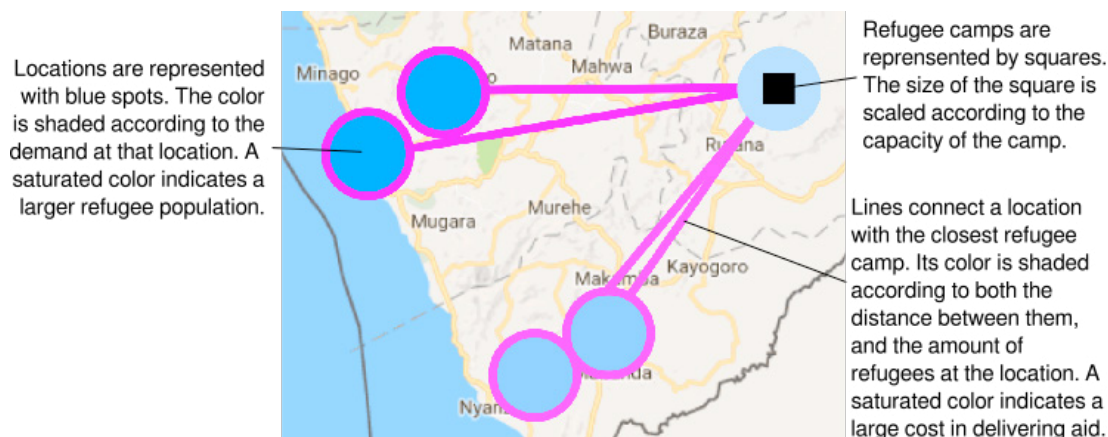 Locations are represented
with blue spots. The color
is shaded according to the
demand at that location. A
saturated color indicates a
larger refugee population.
Minago
Matana
Buraza
Mahwa
Mugara
Murehe
Kayogoro
Refugee camps are
reprensented by squares.
The size of the square is
scaled according to the
capacity of the camp.
Lines connect a location
with the closest refugee
camp. Its color is shaded
according to both the
distance between them,
and the amount of
refugees at the location. A
saturated color indicates a
large cost in delivering aid.